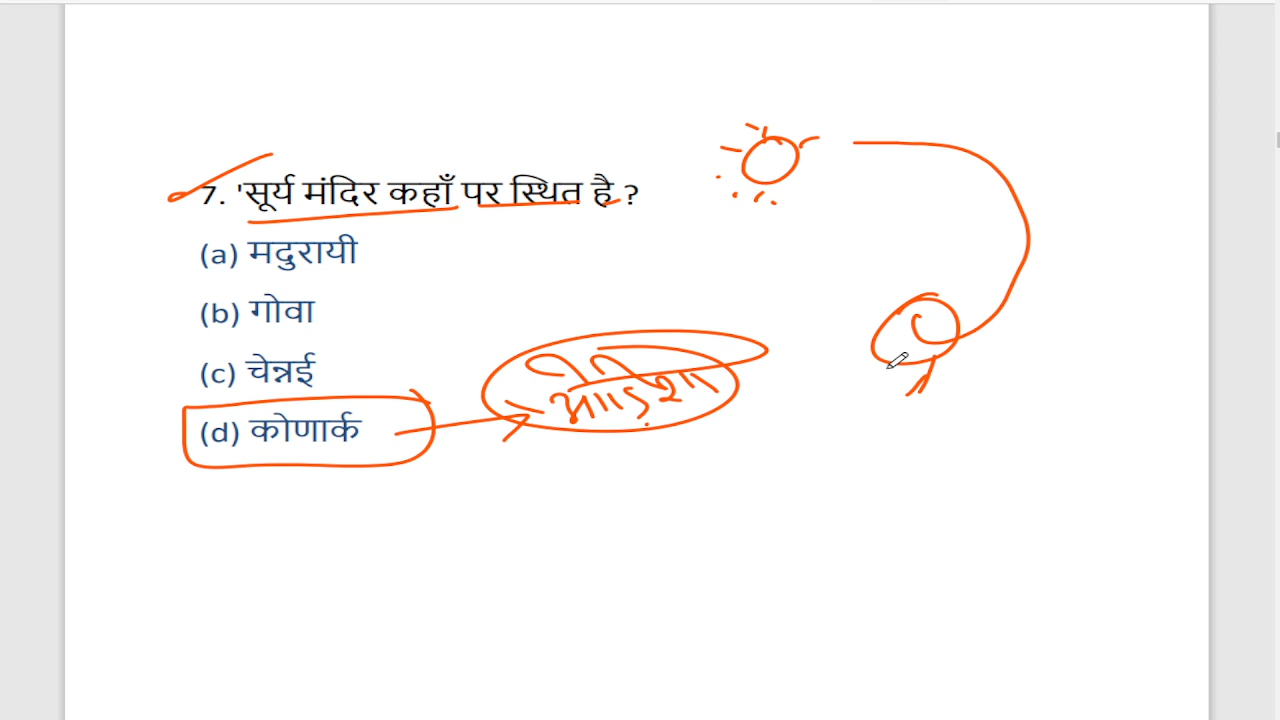 7. 'सूर्य मंदिर कहाँ पर स्थित है ?
(a) मदुरायी
(b) गोवा
(c) चेन्नई
(d) कोणार्क
ओडिशा